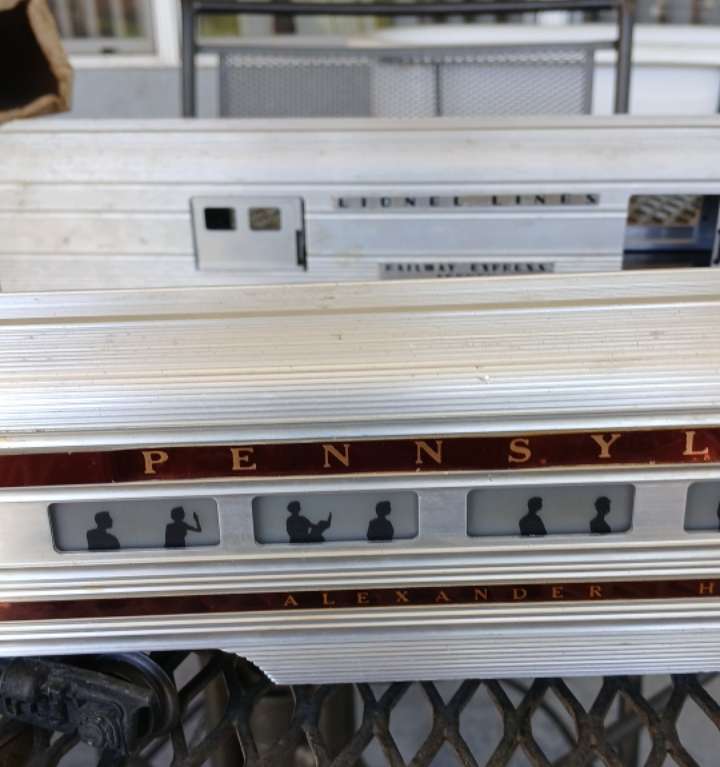 LIONEL LINES
RAILWAY EXPRESS
PENNSYL
ALEXANDER H